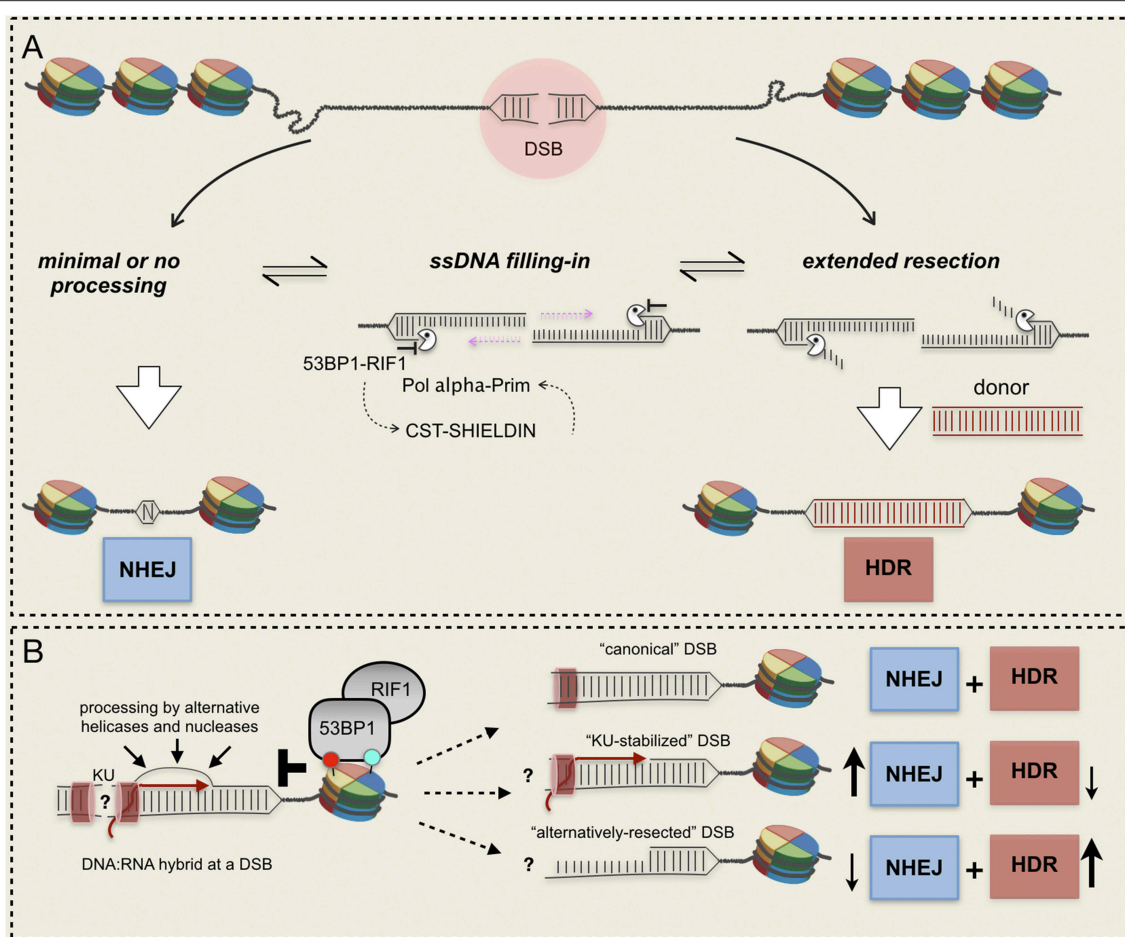 A
DSB
minimal or no
processing
ssDNA filling-in
extended resection
53BP1-RIF1
Pol alpha-Prim
CST-SHIELDIN
donor
N
NHEJ
HDR
B
RIF1
53BP1
processing by alternative
helicases and nucleases
KU
?
DNA:RNA hybrid at a DSB
“canonical” DSB
NHEJ + HDR
“KU-stabilized” DSB
?
NHEJ + HDR
“alternatively-resected” DSB
?
NHEJ + HDR